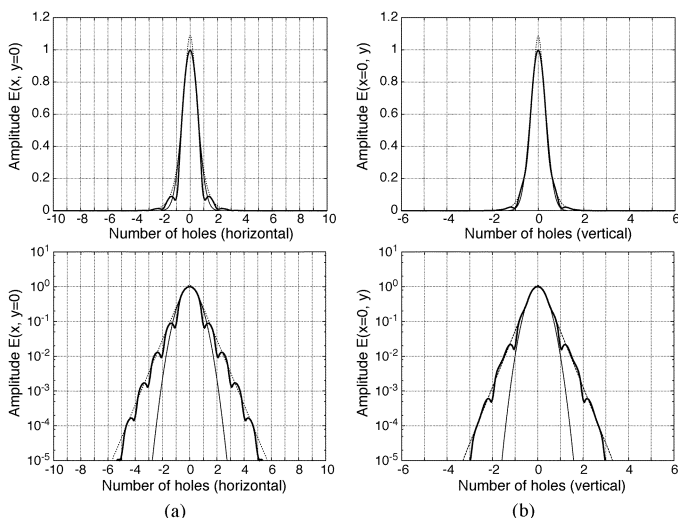 Amplitude E(x, y=0)
1.2
1
0.8
0.6
0.4
0.2
0
-10 -8 -6 -4 -2 0 2 4 6 8 10
Number of holes (horizontal)
Amplitude E(x=0, y)
1.2
1
0.8
0.6
0.4
0.2
0
-6 -4 -2 0 2 4 6
Number of holes (vertical)
Amplitude E(x, y=0)
10^1
10^0
10^-1
10^-2
10^-3
10^-4
10^-5
-10 -8 -6 -4 -2 0 2 4 6 8 10
Number of holes (horizontal)
Amplitude E(x=0, y)
10^1
10^0
10^-1
10^-2
10^-3
10^-4
10^-5
-6 -4 -2 0 2 4 6
Number of holes (vertical)
(a)
(b)